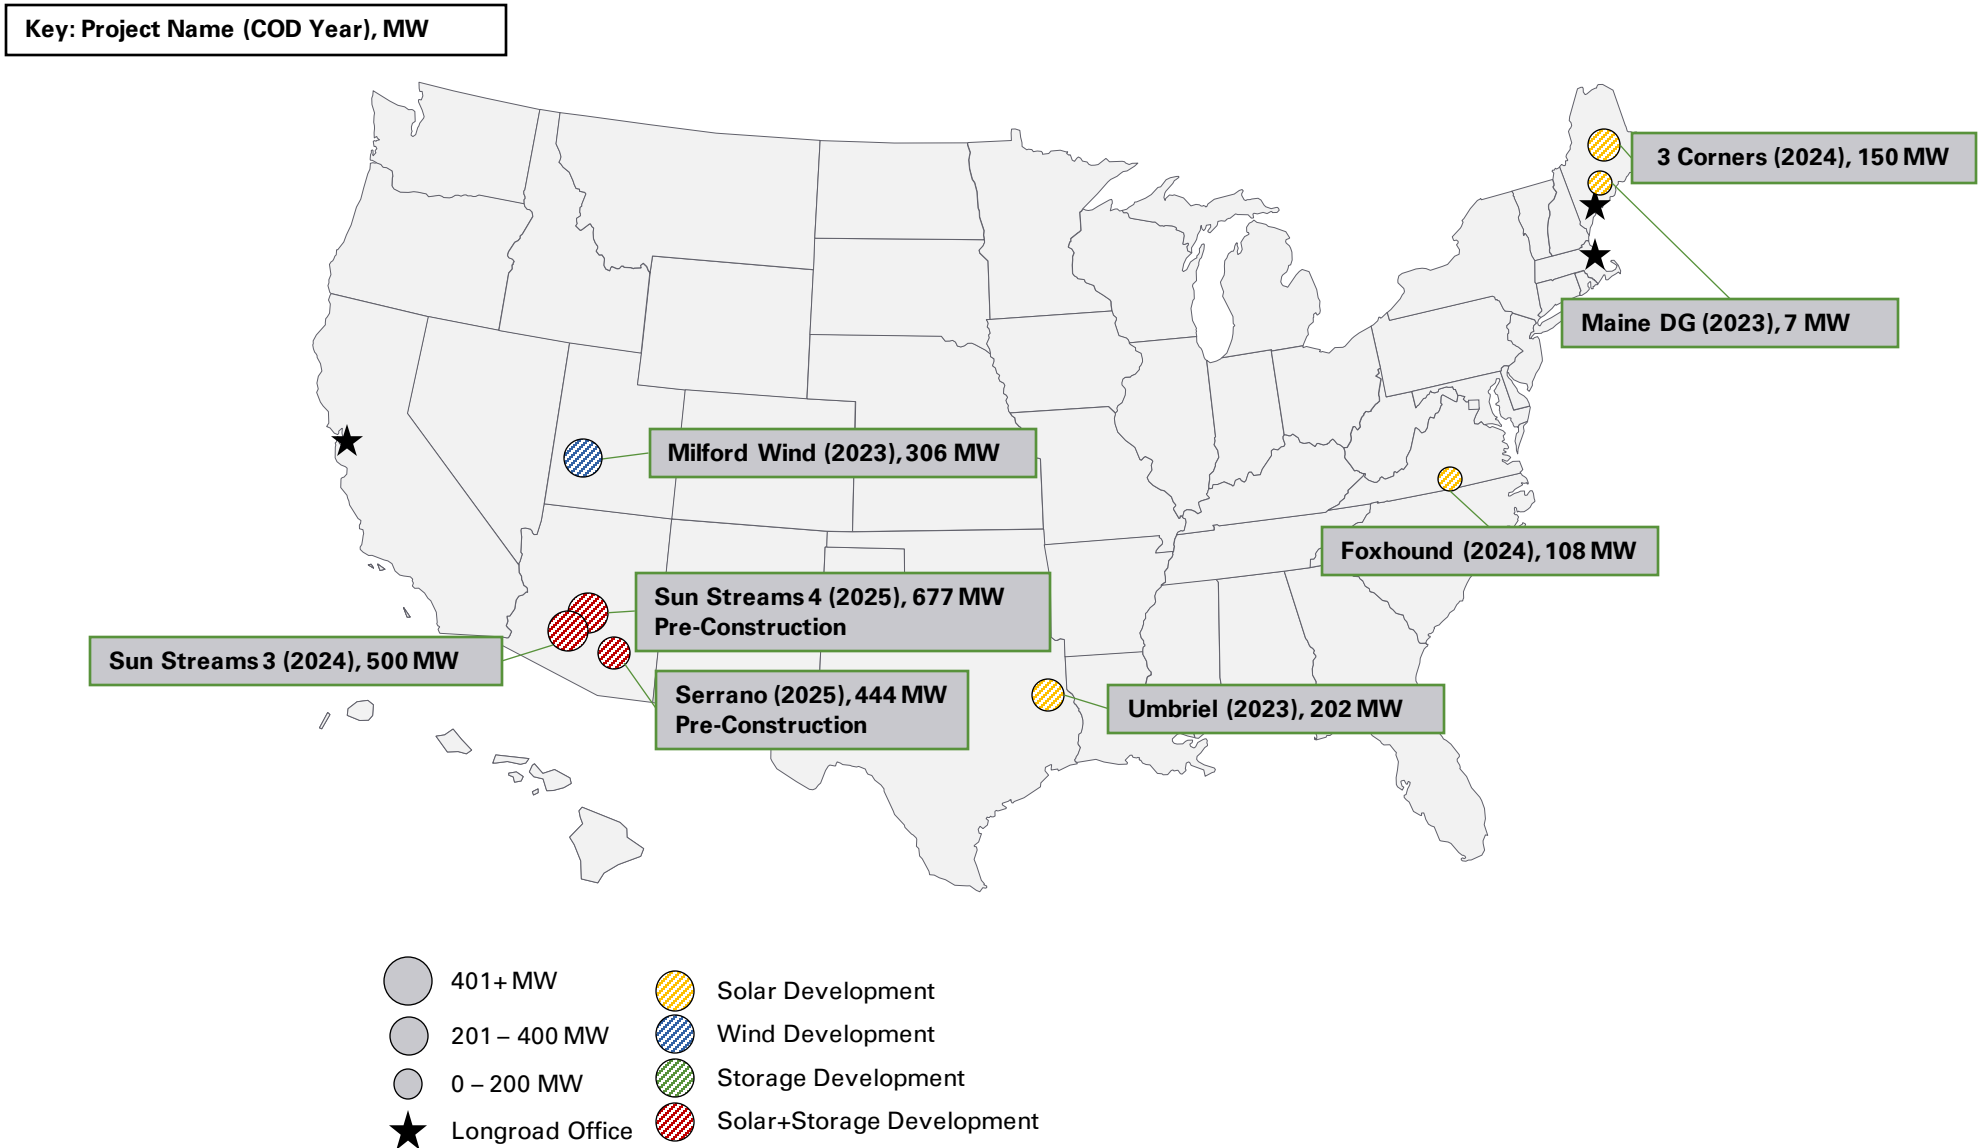 Key: Project Name (COD Year), MW
3 Corners (2024), 150 MW
Maine DG (2023), 7 MW
Milford Wind (2023), 306 MW
Foxhound (2024), 108 MW
Sun Streams 4 (2025), 677 MW
Pre-Construction
Sun Streams 3 (2024), 500 MW
Serrano (2025), 444 MW
Pre-Construction
Umbriel (2023), 202 MW
401+ MW
201 – 400 MW
0 – 200 MW
Longroad Office
Solar Development
Wind Development
Storage Development
Solar+Storage Development